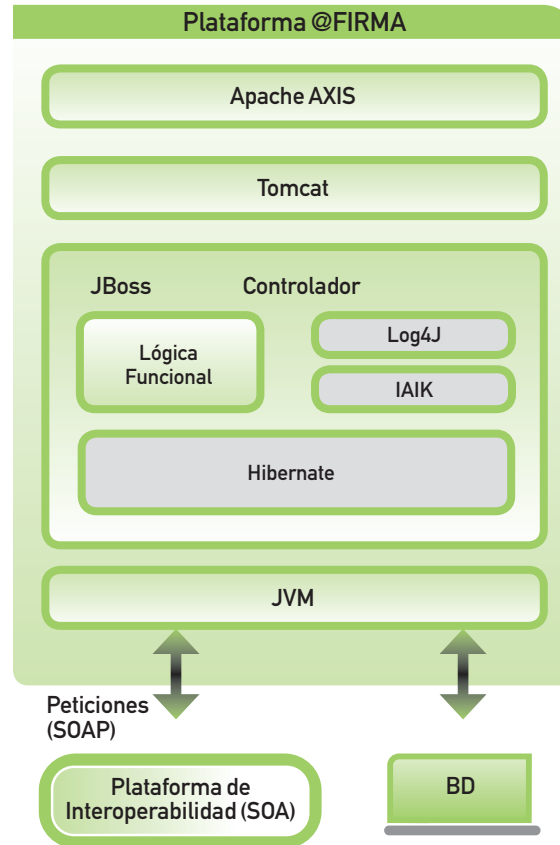 Plataforma @FIRMA
Apache AXIS
Tomcat
JBoss
Controlador
Lógica
Funcional
Log4J
IAIK
Hibernate
JVM
Peticiones
(SOAP)
Plataforma de
Interoperabilidad (SOA)
BD